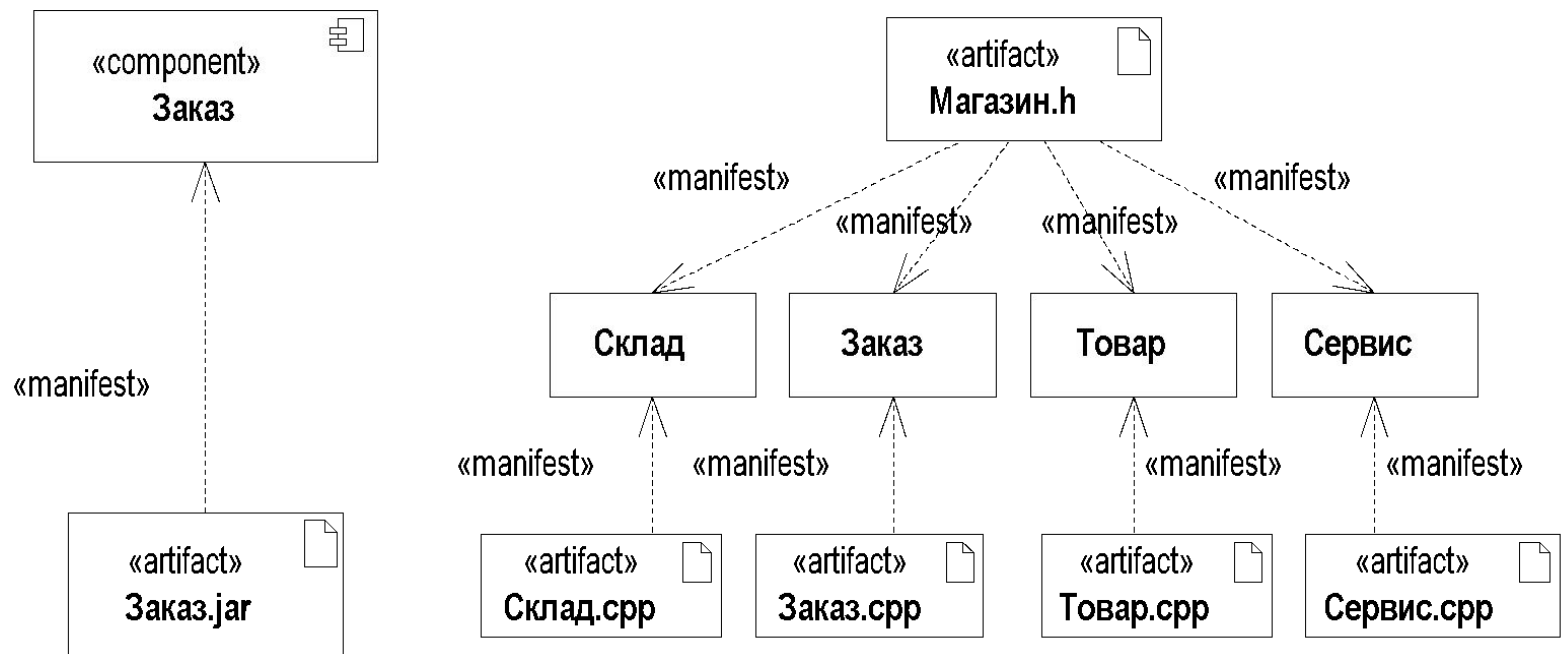 «component»
Заказ
«manifest»
«artifact»
Заказ.jar
«artifact»
Магазин.h
«manifest»
«manifest»
«manifest»
«manifest»
Склад
Заказ
Товар
Сервис
«manifest»
«manifest»
«manifest»
«manifest»
«artifact»
Склад.cpp
«artifact»
Заказ.cpp
«artifact»
Товар.cpp
«artifact»
Сервис.cpp